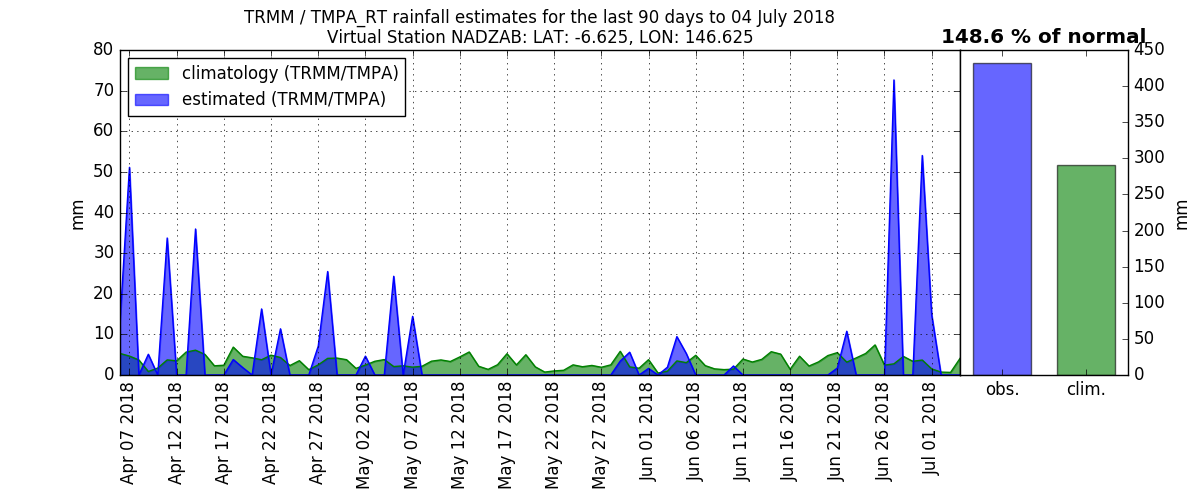 TRMM / TMPA_RT rainfall estimates for the last 90 days to 04 July 2018
Virtual Station NADZAB: LAT: -6.625, LON: 146.625
148.6 % of normal
climatology (TRMM/TMPA)
estimated (TRMM/TMPA)
80
70
60
50
40
30
20
10
0
mm
Apr 07 2018
Apr 12 2018
Apr 17 2018
Apr 22 2018
Apr 27 2018
May 02 2018
May 07 2018
May 12 2018
May 17 2018
May 22 2018
May 27 2018
Jun 01 2018
Jun 06 2018
Jun 11 2018
Jun 16 2018
Jun 21 2018
Jun 26 2018
Jul 01 2018
450
400
350
300
250
200
150
100
50
0
mm
obs.
clim.